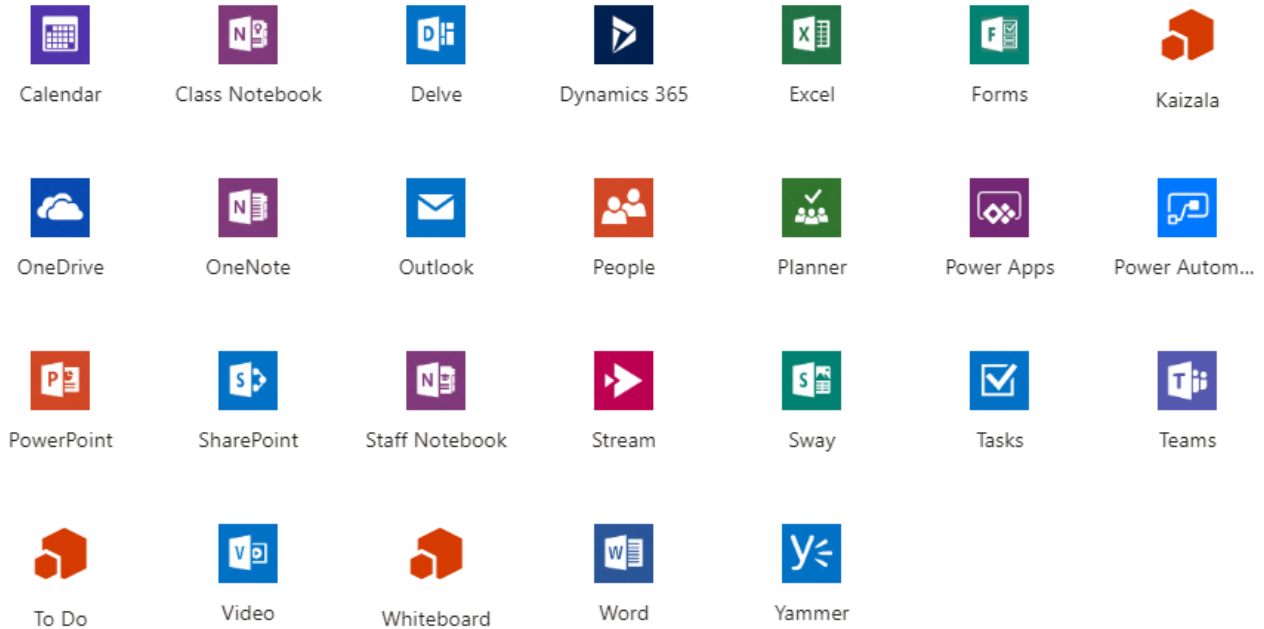 Calendar
Class Notebook
Delve
Dynamics 365
Excel
Forms
Kaizala
OneDrive
OneNote
Outlook
People
Planner
Power Apps
Power Autom...
PowerPoint
SharePoint
Staff Notebook
Stream
Sway
Tasks
Teams
To Do
Video
Whiteboard
Word
Yammer